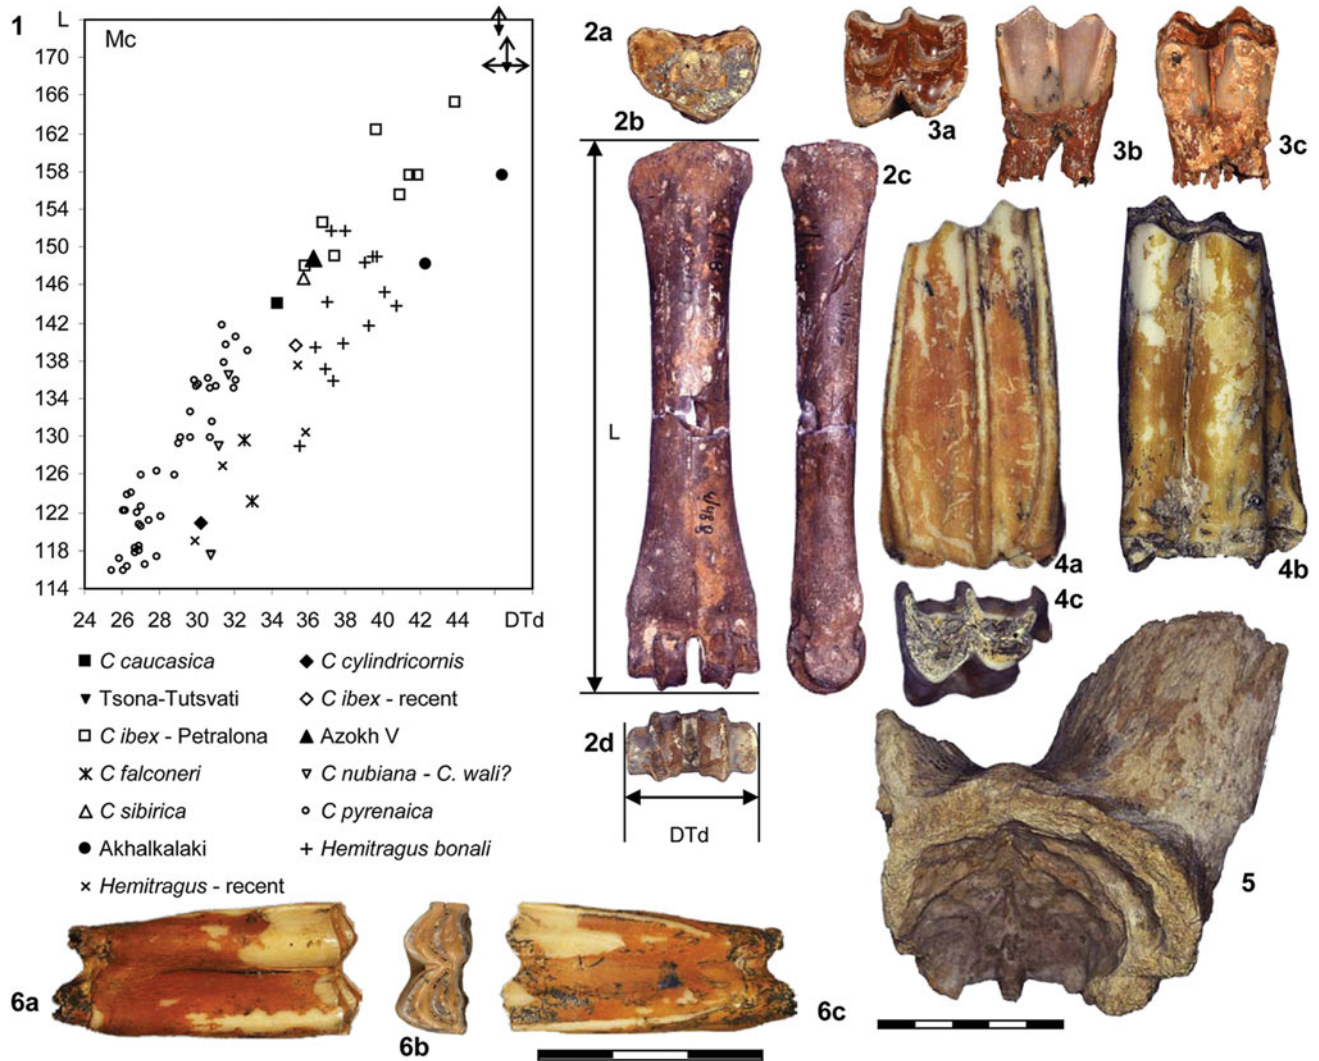 1
L
Mc
170
166
162
158
154
150
146
142
138
134
130
126
122
118
114
24 26 28 30 32 34 36 38 40 42 44 DTd
■ C caucasica
◆ C cylindricornis
▼ Tsona-Tutsvati
◇ C ibex - recent
□ C ibex - Petralona
▲ Azokh V
C falconeri
▽ C nubiana - C. wali?
△ C sibirica
○ C pyrenaica
● Akhalkalaki
+ Hemitragus bonali
× Hemitragus - recent
2a
2b
2c
L
2d
DTd
3a
3b
3c
4a
4b
4c
5
6a
6b
6c